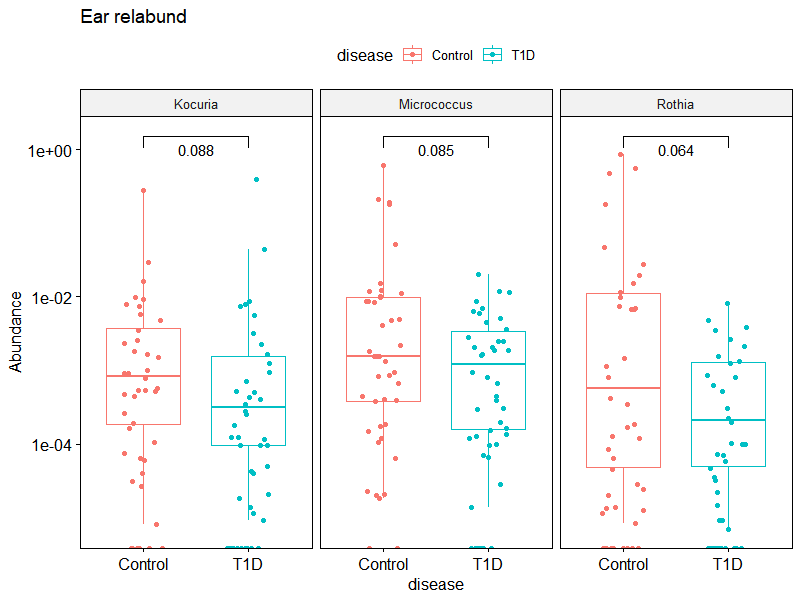 Ear relabund
disease Control T1D
Kocuria Micrococcus Rothia
0.088 0.085 0.064
1e+00
1e-02
1e-04
Abundance
Control T1D Control T1D Control T1D
disease